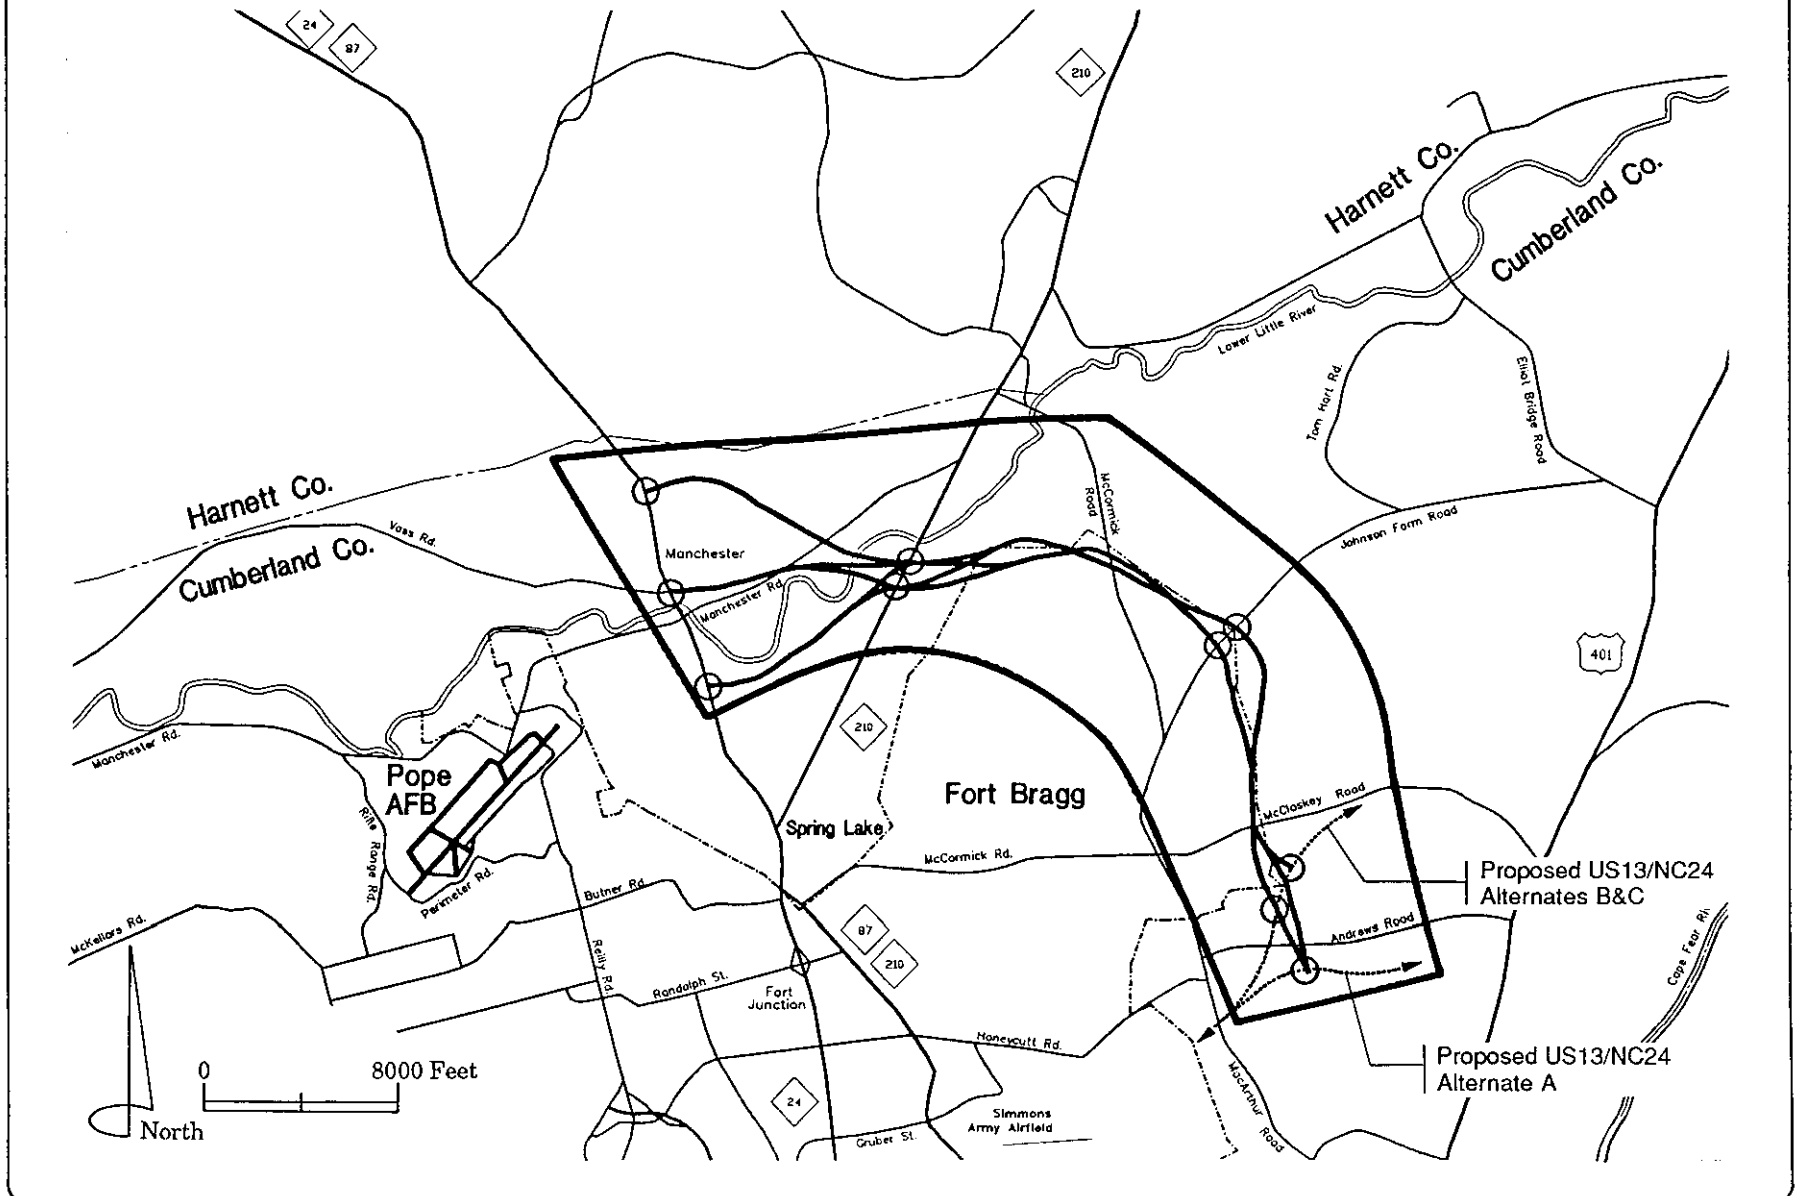 24
87
210
Harnett Co.
Cumberland Co.
Lower Little River
Tom Hart Rd.
Elliot Bridge Road
Harnett Co.
Cumberland Co.
Vass Rd.
Manchester
Manchester Rd.
McCormick
Road
Johnson Farm Road
401
Manchester Rd.
Pope
AFB
Rifle Range Rd.
Perimeter Rd.
210
Fort Bragg
Spring Lake
McCloskey Road
McCormick Rd.
Butner Rd.
Proposed US13/NC24
Alternates B&C
McKellars Rd.
Reilly Rd.
87
210
Andrews Road
Randolph St.
Fort
Junction
Cape Fear
Honeycutt Rd.
0
8000 Feet
Proposed US13/NC24
Alternate A
MacArthur Road
24
Simmons
Army Airfield
Gruber St.
North